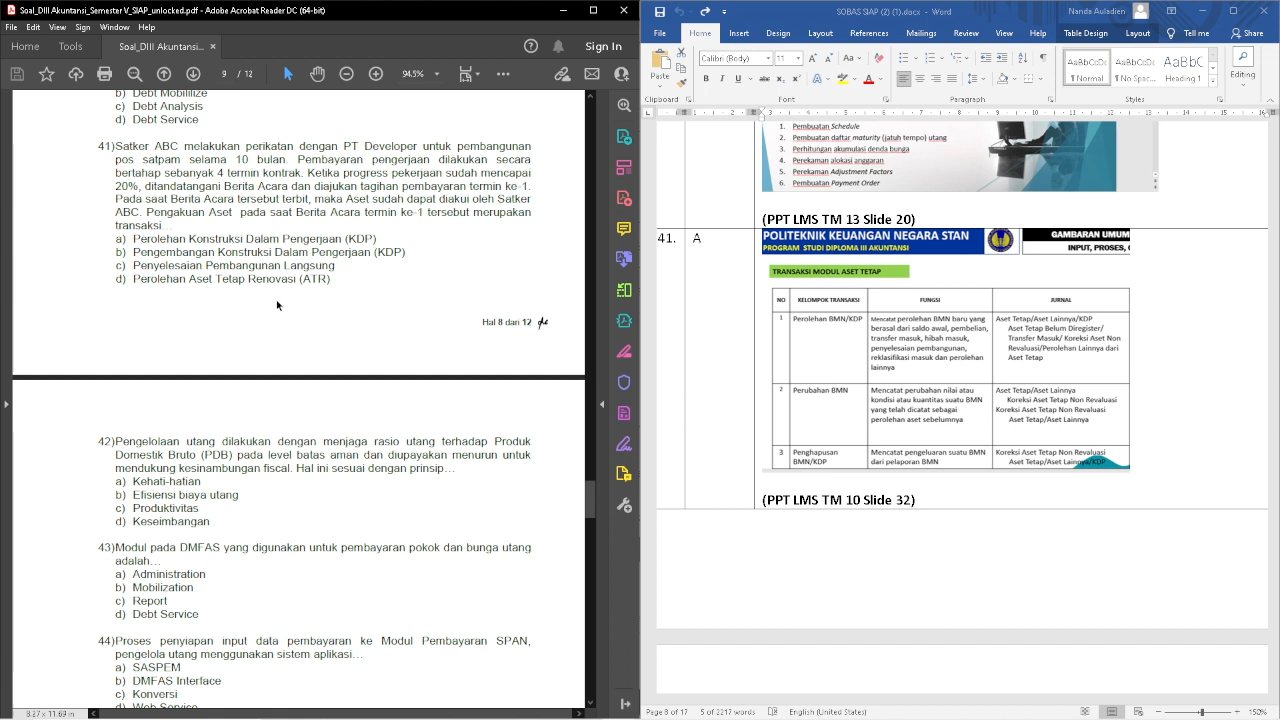 Soal_DIII Akuntansi_Semester V_SIAP_unlocked.pdf - Adobe Acrobat Reader DC (64-bit)
File Edit View Sign Window Help
Home Tools Soal_DIII Akuntansi... × Sign In
9 / 12 94.5%
b) Debt Mobililize
c) Debt Analysis
d) Debt Service
41)Satker ABC melakukan perikatan dengan PT Developer untuk pembangunan
pos satpam selama 10 bulan. Pembayaran pengerjaan dilakukan secara
bertahap sebanyak 4 termin kontrak. Ketika progress pekerjaan sudah mencapai
20%, ditandatangani Berita Acara dan diajukan tagihan pembayaran termin ke-1.
Pada saat Berita Acara tersebut terbit, maka Aset sudah dapat diakui oleh Satker
ABC. Pengakuan Aset pada saat Berita Acara termin ke-1 tersebut merupakan
transaksi…
a) Perolehan Konstruksi Dalam Pengerjaan (KDP)
b) Pengembangan Konstruksi Dalam Pengerjaan (KDP)
c) Penyelesaian Pembangunan Langsung
d) Perolehan Aset Tetap Renovasi (ATR)
Hal 8 dari 12
42)Pengelolaan utang dilakukan dengan menjaga rasio utang terhadap Produk
Domestik Bruto (PDB) pada level batas aman dan diupayakan menurun untuk
mendukung kesinambungan fiscal. Hal ini sesuai dengan prinsip…
a) Kehati-hatian
b) Efisiensi biaya utang
c) Produktivitas
d) Keseimbangan
43)Modul pada DMFAS yang digunakan untuk pembayaran pokok dan bunga utang
adalah…
a) Administration
b) Mobilization
c) Report
d) Debt Service
44)Proses penyiapan input data pembayaran ke Modul Pembayaran SPAN,
pengelola utang menggunakan sistem aplikasi…
a) SASPEM
b) DMFAS Interface
c) Konversi
d) Web Service
8.27 x 11.69 in
SOBAS SIAP (2) (1).docx - Word Nanda Auladien
File Home Insert Design Layout References Mailings Review View Help Table Design Layout Tell me Share
Paste Calibri (Body) 11 Normal No Spac... Heading 1 Editing
Clipboard Font Paragraph Styles
1. Pembuatan Schedule
2. Pembuatan daftar maturity (jatuh tempo) utang
3. Perhitungan akumulasi denda bunga
4. Perekaman alokasi anggaran
5. Perekaman Adjustment Factors
6. Pembuatan Payment Order
(PPT LMS TM 13 Slide 20)
41. A
POLITEKNIK KEUANGAN NEGARA STAN
PROGRAM STUDI DIPLOMA III AKUNTANSI
GAMBARAN UMUM
INPUT, PROSES,
TRANSAKSI MODUL ASET TETAP
NO KELOMPOK TRANSAKSI FUNGSI JURNAL
1 Perolehan BMN/KDP
Mencatat perolehan BMN baru yang
berasal dari saldo awal, pembelian,
transfer masuk, hibah masuk,
penyelesaian pembangunan,
reklasifikasi masuk dan perolehan
lainnya
Aset Tetap/Aset Lainnya/KDP
Aset Tetap Belum Diregister/
Transfer Masuk/ Koreksi Aset Non
Revaluasi/Perolehan Lainnya dari
Aset Tetap
2 Perubahan BMN
Mencatat perubahan nilai atau
kondisi atau kuantitas suatu BMN
yang telah dicatat sebagai
perolehan aset sebelumnya
Aset Tetap/Aset Lainnya
Koreksi Aset Tetap Non Revaluasi
Koreksi Aset Tetap Non Revaluasi
Aset Tetap/Aset Lainnya
3 Penghapusan
BMN/KDP
Mencatat pengeluaran suatu BMN
dari pelaporan BMN
Koreksi Aset Tetap Non Revaluasi
Aset Tetap/Aset Lainnya/KDP
(PPT LMS TM 10 Slide 32)
Page 8 of 17 5 of 2217 words English (United States) 150%